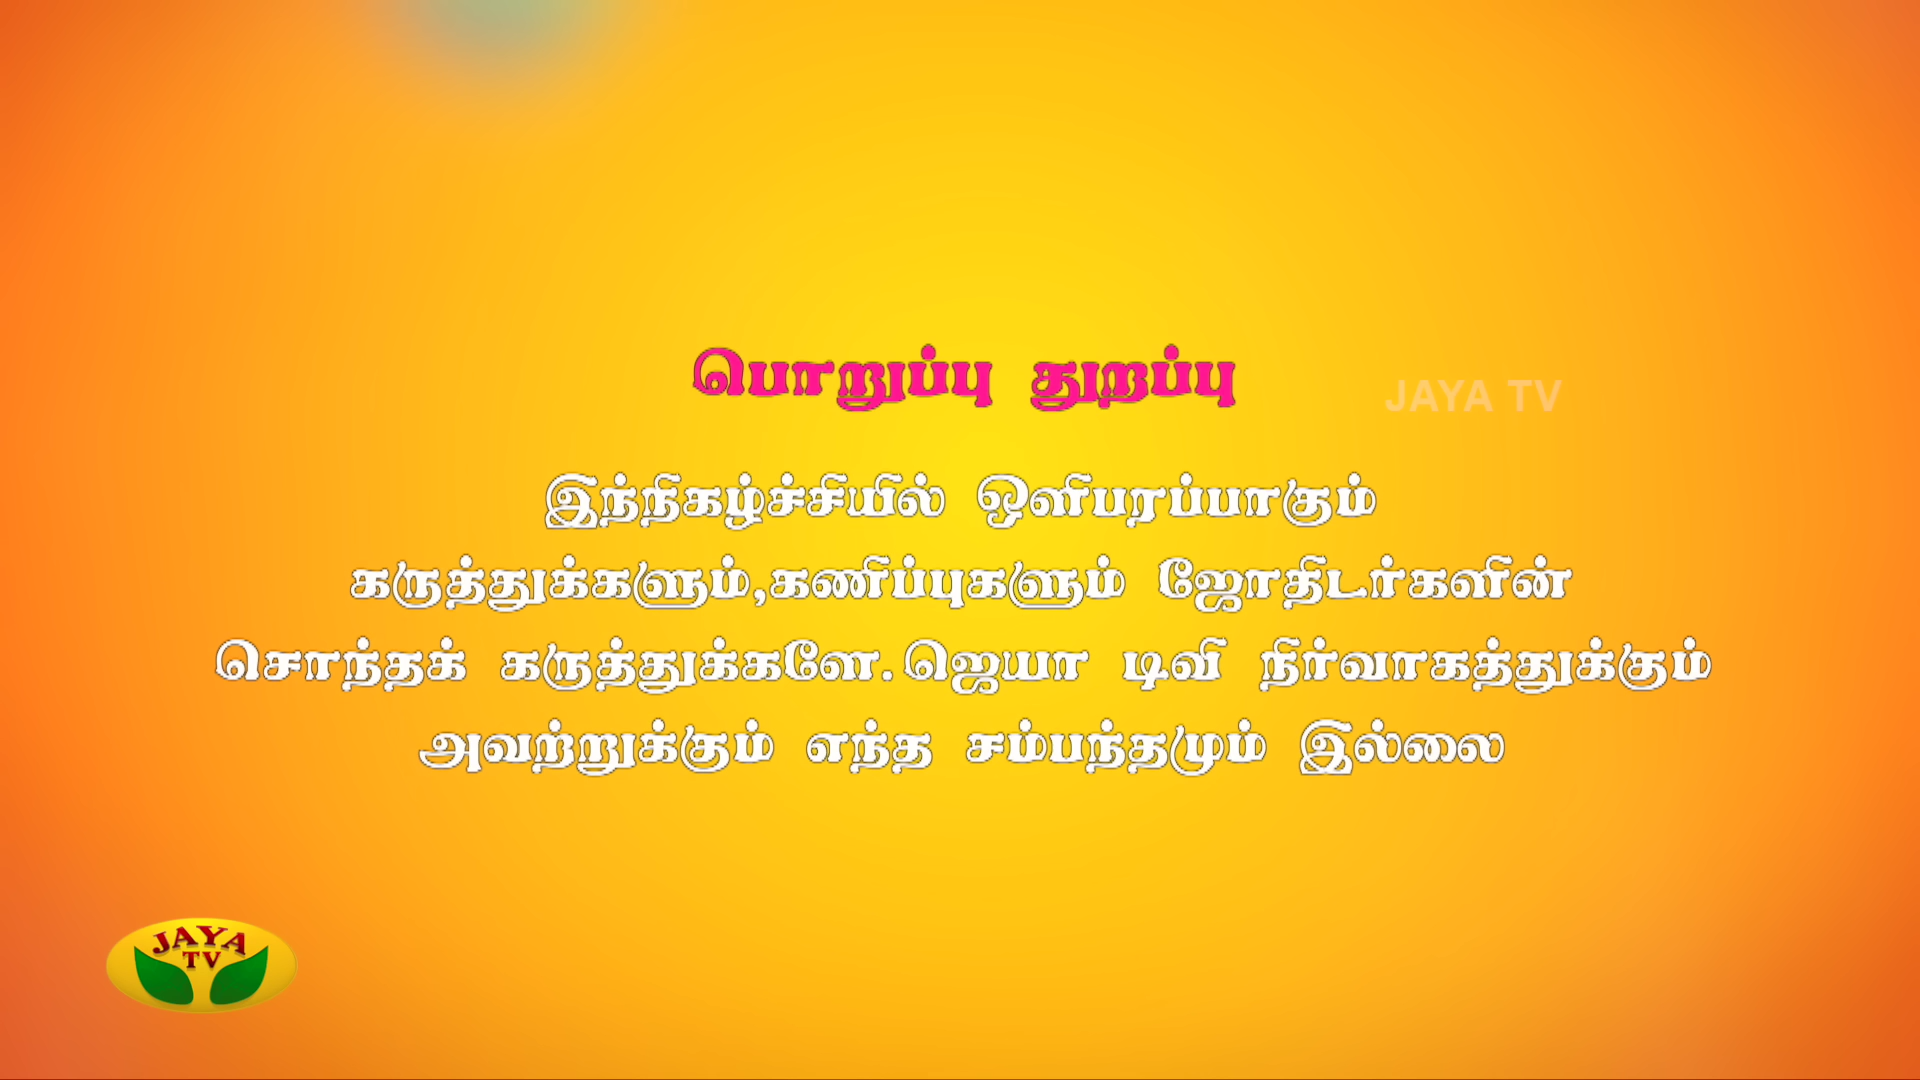 பொறுப்பு துறப்பு
JAYA TV
இந்நிகழ்ச்சியில் ஒளிபரப்பாகும்
கருத்துக்களும்,கணிப்புகளும் ஜோதிடர்களின்
சொந்தக் கருத்துக்களே.ஜெயா டிவி நிர்வாகத்துக்கும்
அவற்றுக்கும் எந்த சம்பந்தமும் இல்லை
JAYA
TV